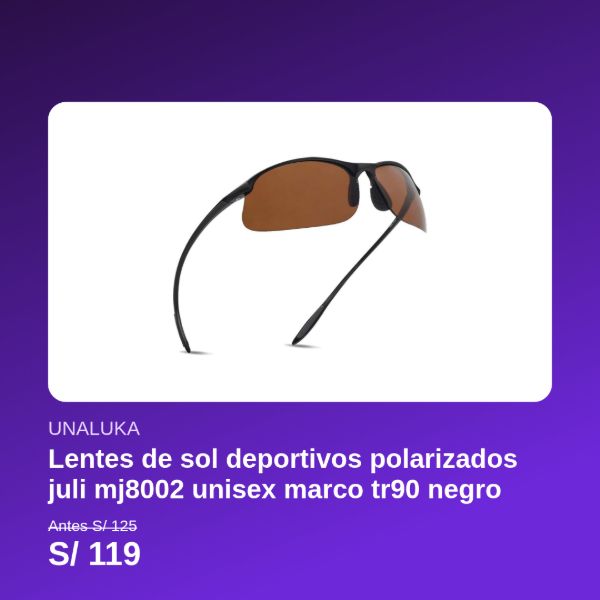 UNALUKA
Lentes de sol deportivos polarizados
juli mj8002 unisex marco tr90 negro
Antes S/ 125
S/ 119